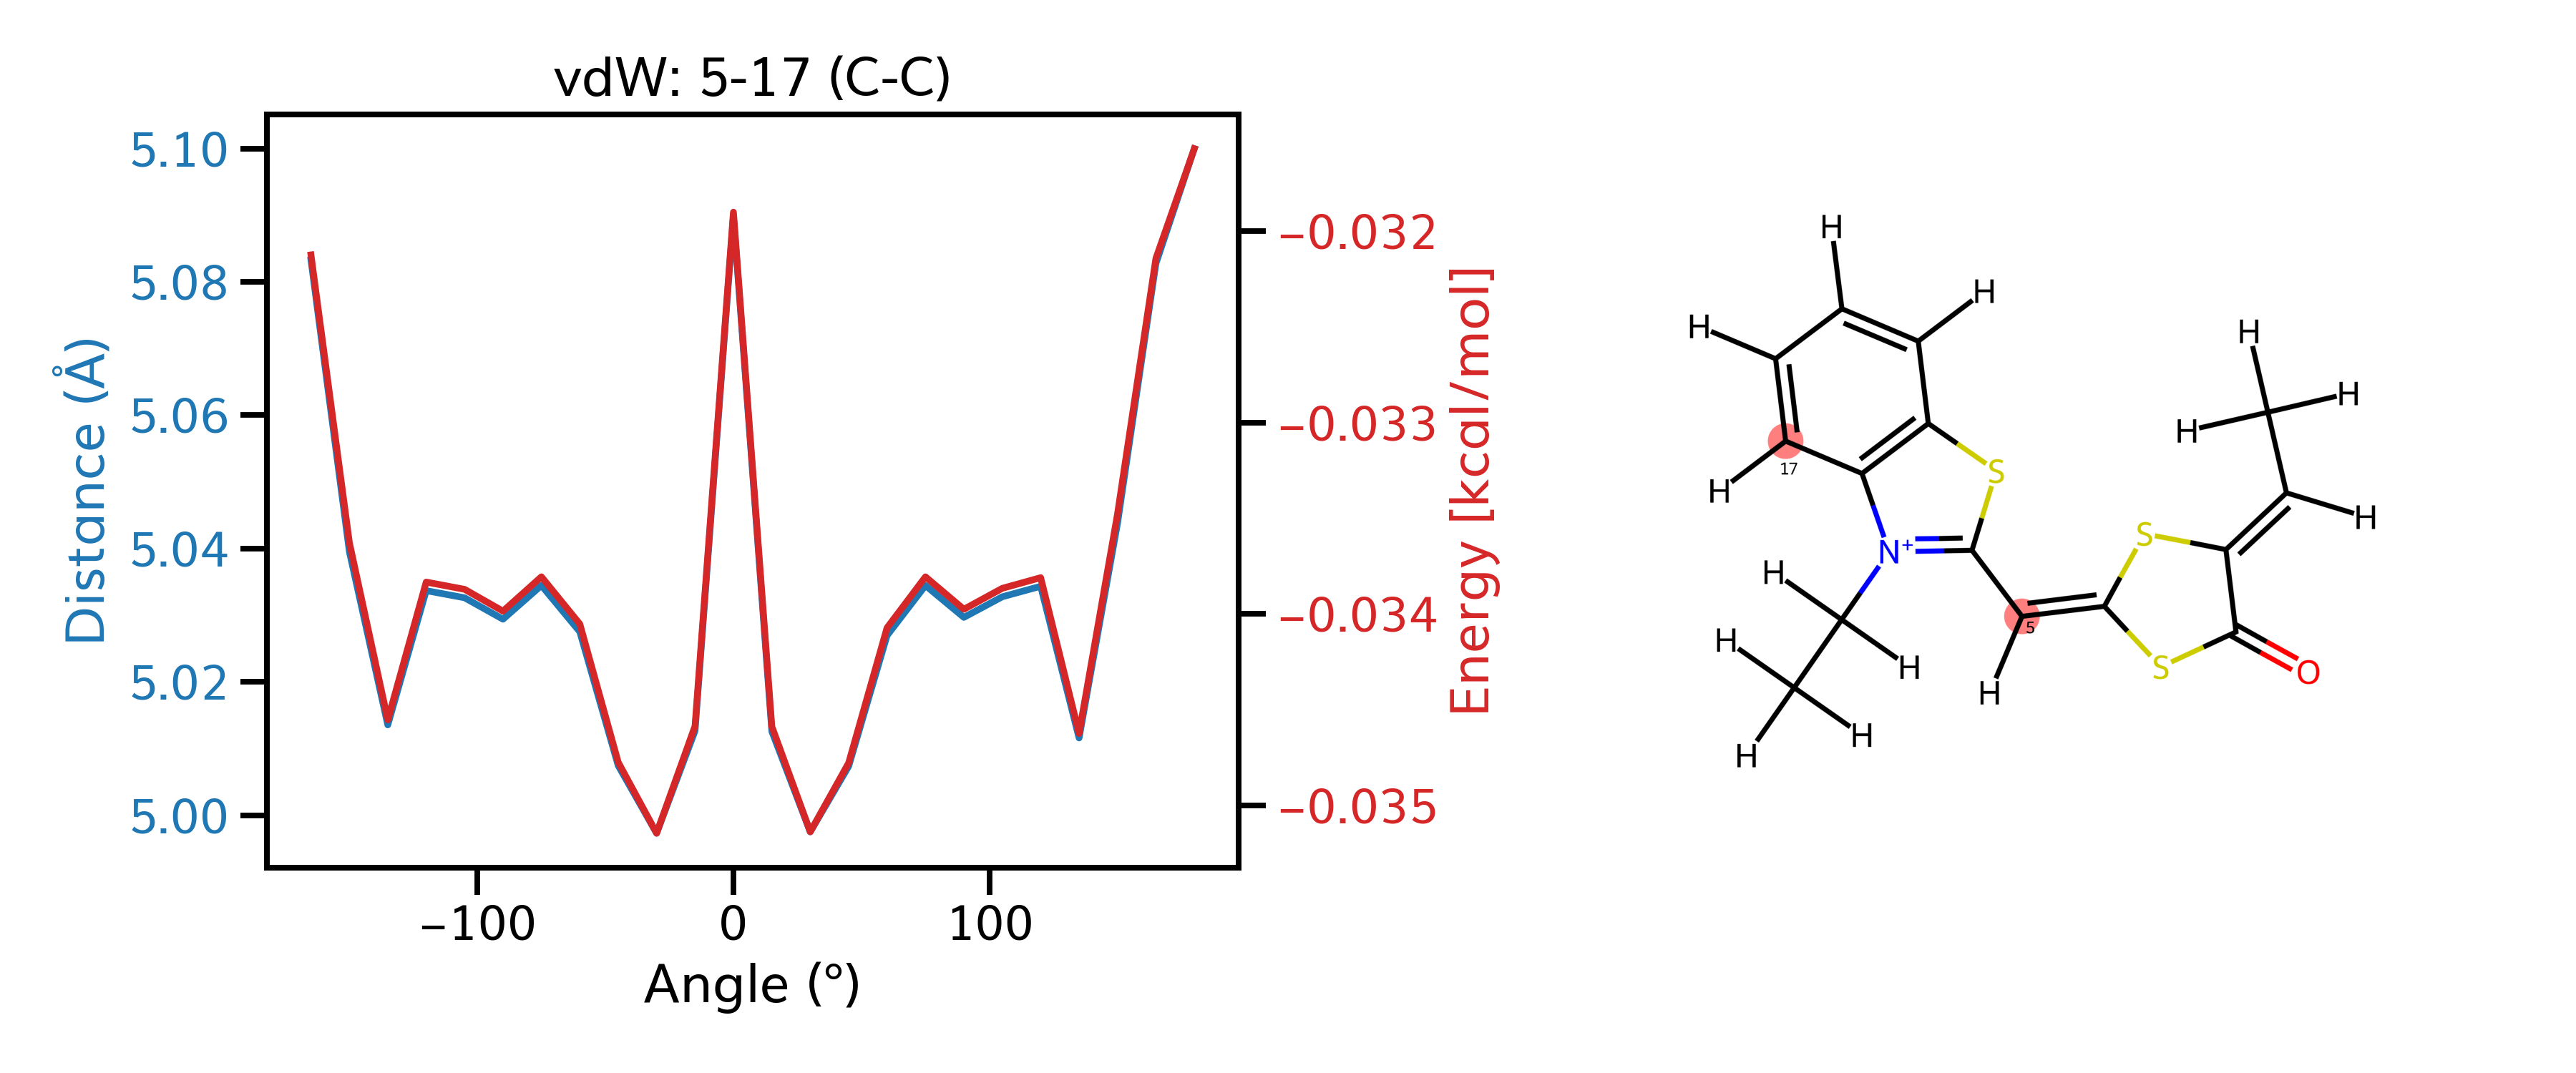 vdW: 5-17 (C-C)
5.10
5.08
5.06
5.04
5.02
5.00
Distance (Å)
−0.032
−0.033
−0.034
−0.035
Energy [kcal/mol]
−100 0 100
Angle (°)
H
H
H
H
H
H
H
17
S
H
H
S
N+
H
5
H
H
S
O
H
H
H